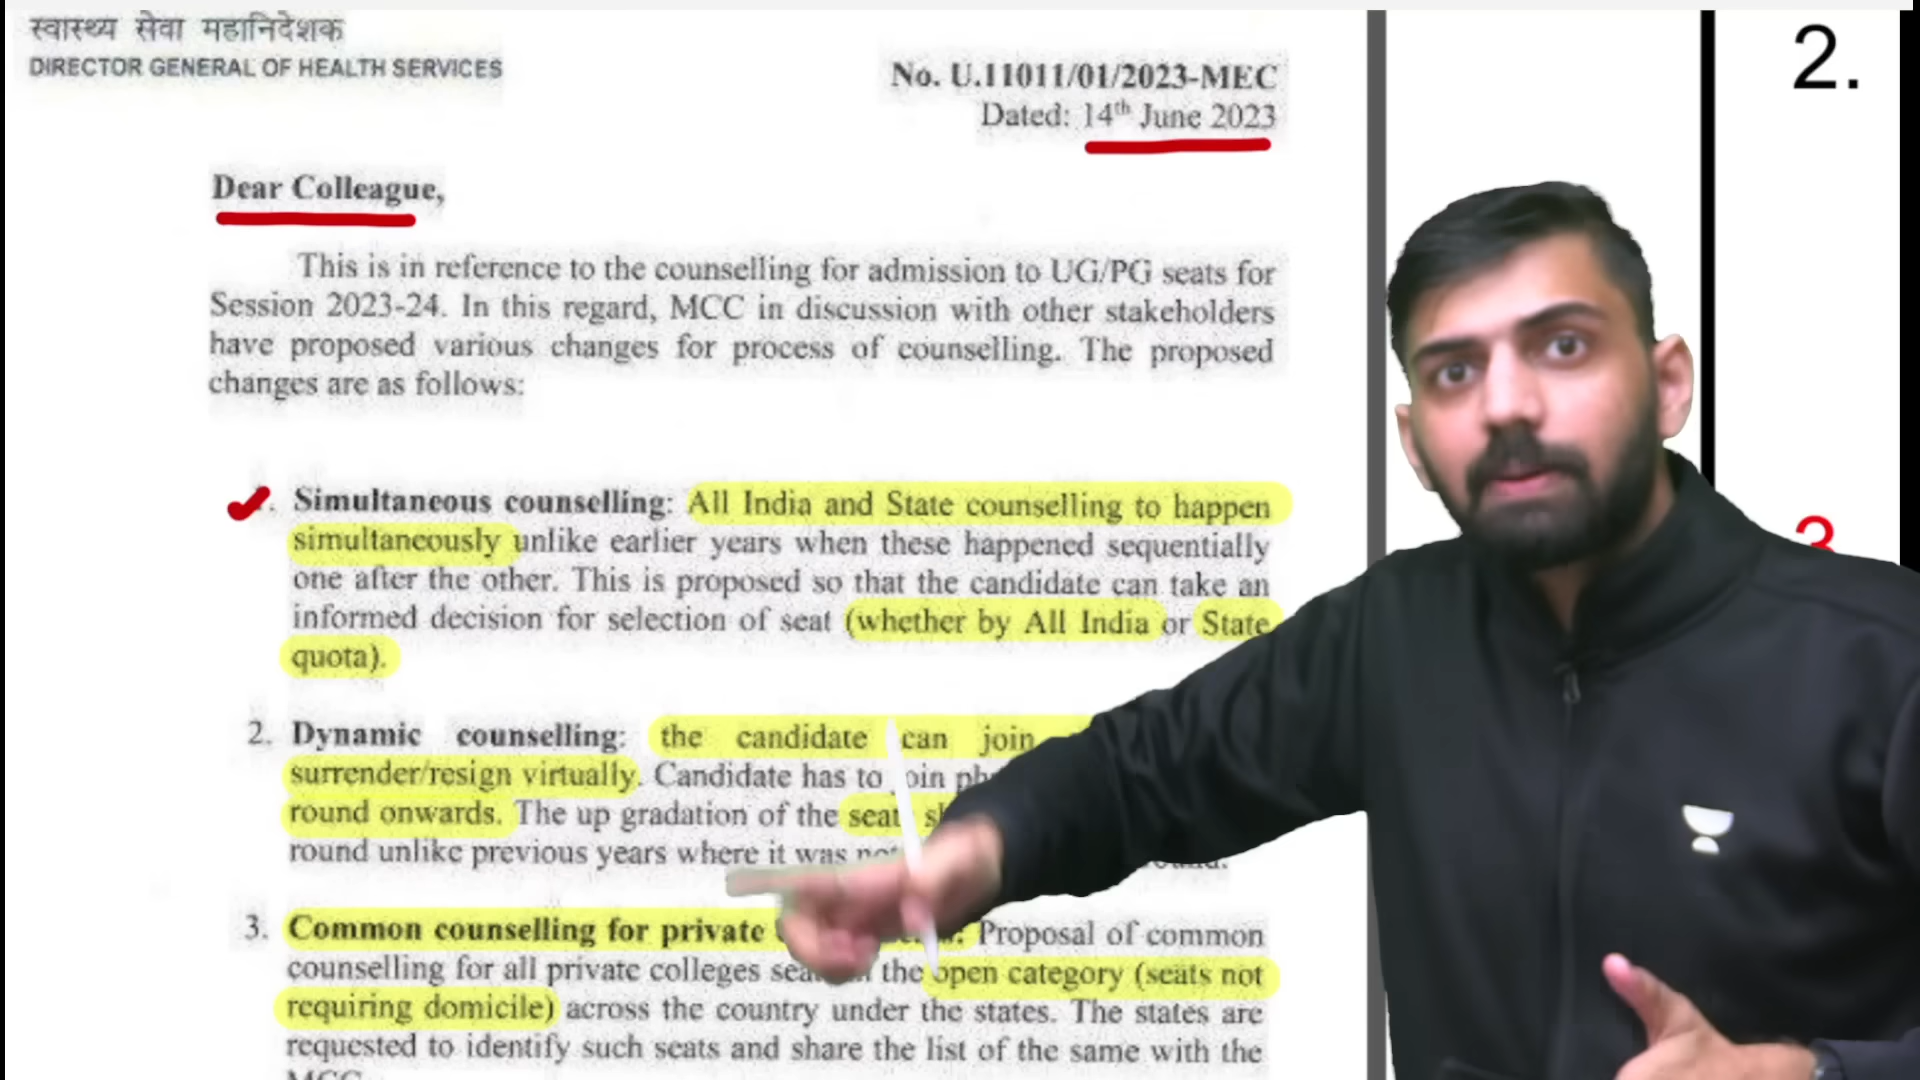 स्वास्थ्य सेवा महानिदेशक
DIRECTOR GENERAL OF HEALTH SERVICES
No. U.11011/01/2023-MEC
Dated: 14th June 2023
Dear Colleague,
This is in reference to the counselling for admission to UG/PG seats for
Session 2023-24. In this regard, MCC in discussion with other stakeholders
have proposed various changes for process of counselling. The proposed
changes are as follows:
Simultaneous counselling: All India and State counselling to happen
simultaneously unlike earlier years when these happened sequentially
one after the other. This is proposed so that the candidate can take an
informed decision for selection of seat (whether by All India or State
quota).
2. Dynamic counselling: the candidate can join
surrender/resign virtually. Candidate has to join
round onwards. The up gradation of the seat
round unlike previous years where it was
3. Common counselling for private Proposal of common
counselling for all private colleges the open category (seats not
requiring domicile) across the country under the states. The states are
requested to identify such seats and share the list of the same with the
MCC
2.
3